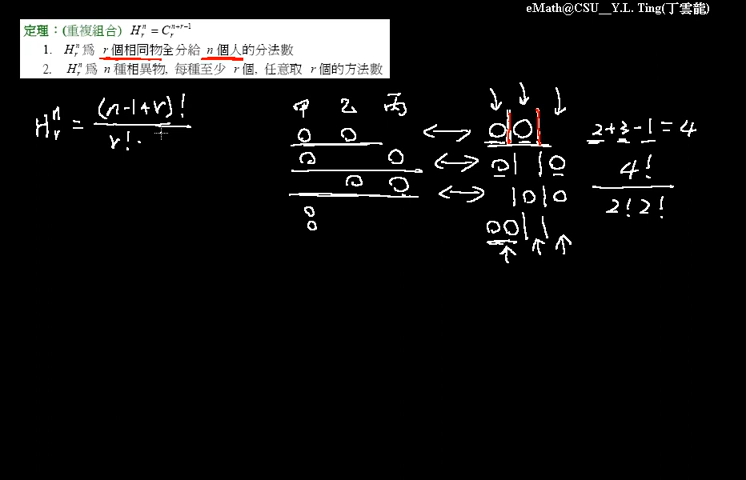 eMath@CSU__Y.L. Ting(丁雲龍)
定理：(重複組合) H_r^n = C_r^{n+r-1}
1. H_r^n 為 r 個相同物全分給 n 個人的分法數
2. H_r^n 為 n 種相異物, 每種至少 r 個, 任意取 r 個的方法數
H_r^n = (n-1+r)! / r!·
甲 乙 丙
O O ↔ O|O| 2+3-1=4
O O ↔ O||O 4! / 2!2!
O O ↔ |O|O
O
O OO||